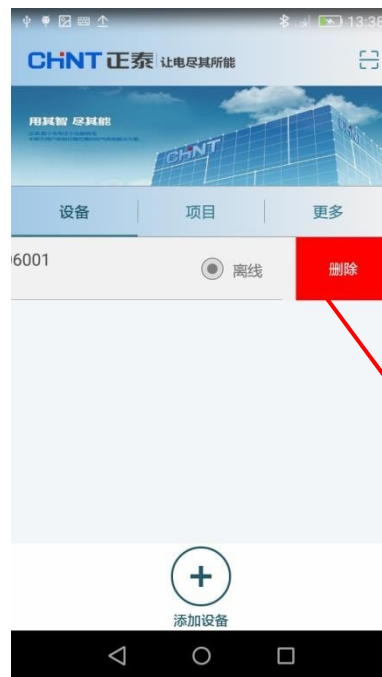 13:38
CHNT 正泰 让电尽其所能
用其智 尽其能
CHNT
设备 项目 更多
6001 离线 删除
添加设备